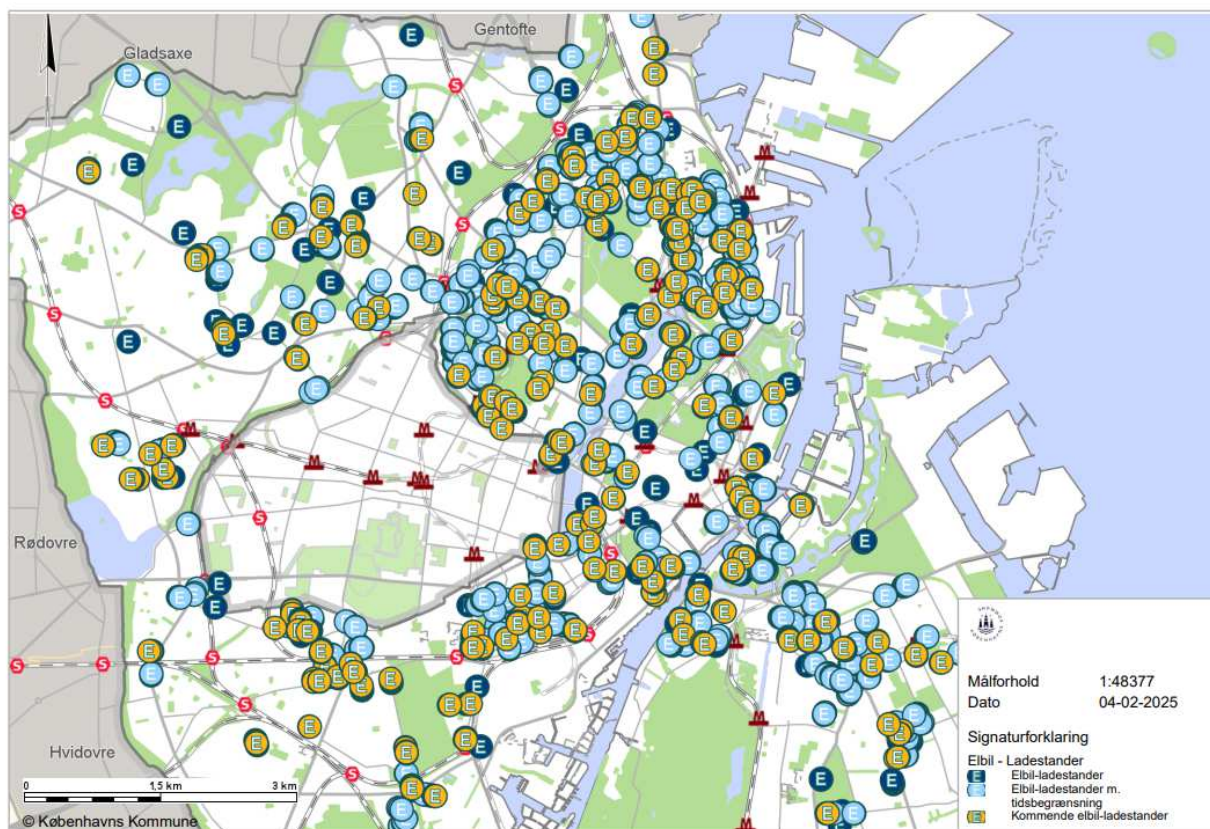 Gentofte
Gladsaxe
Rødovre
Hvidovre
0 1,5 km 3 km
© Københavns Kommune
Målforhold 1:48377
Dato 04-02-2025
Signaturforklaring
Elbil - Ladestander
Elbil-ladestander
Elbil-ladestander m.
tidsbegrænsning
Kommende elbil-ladestander